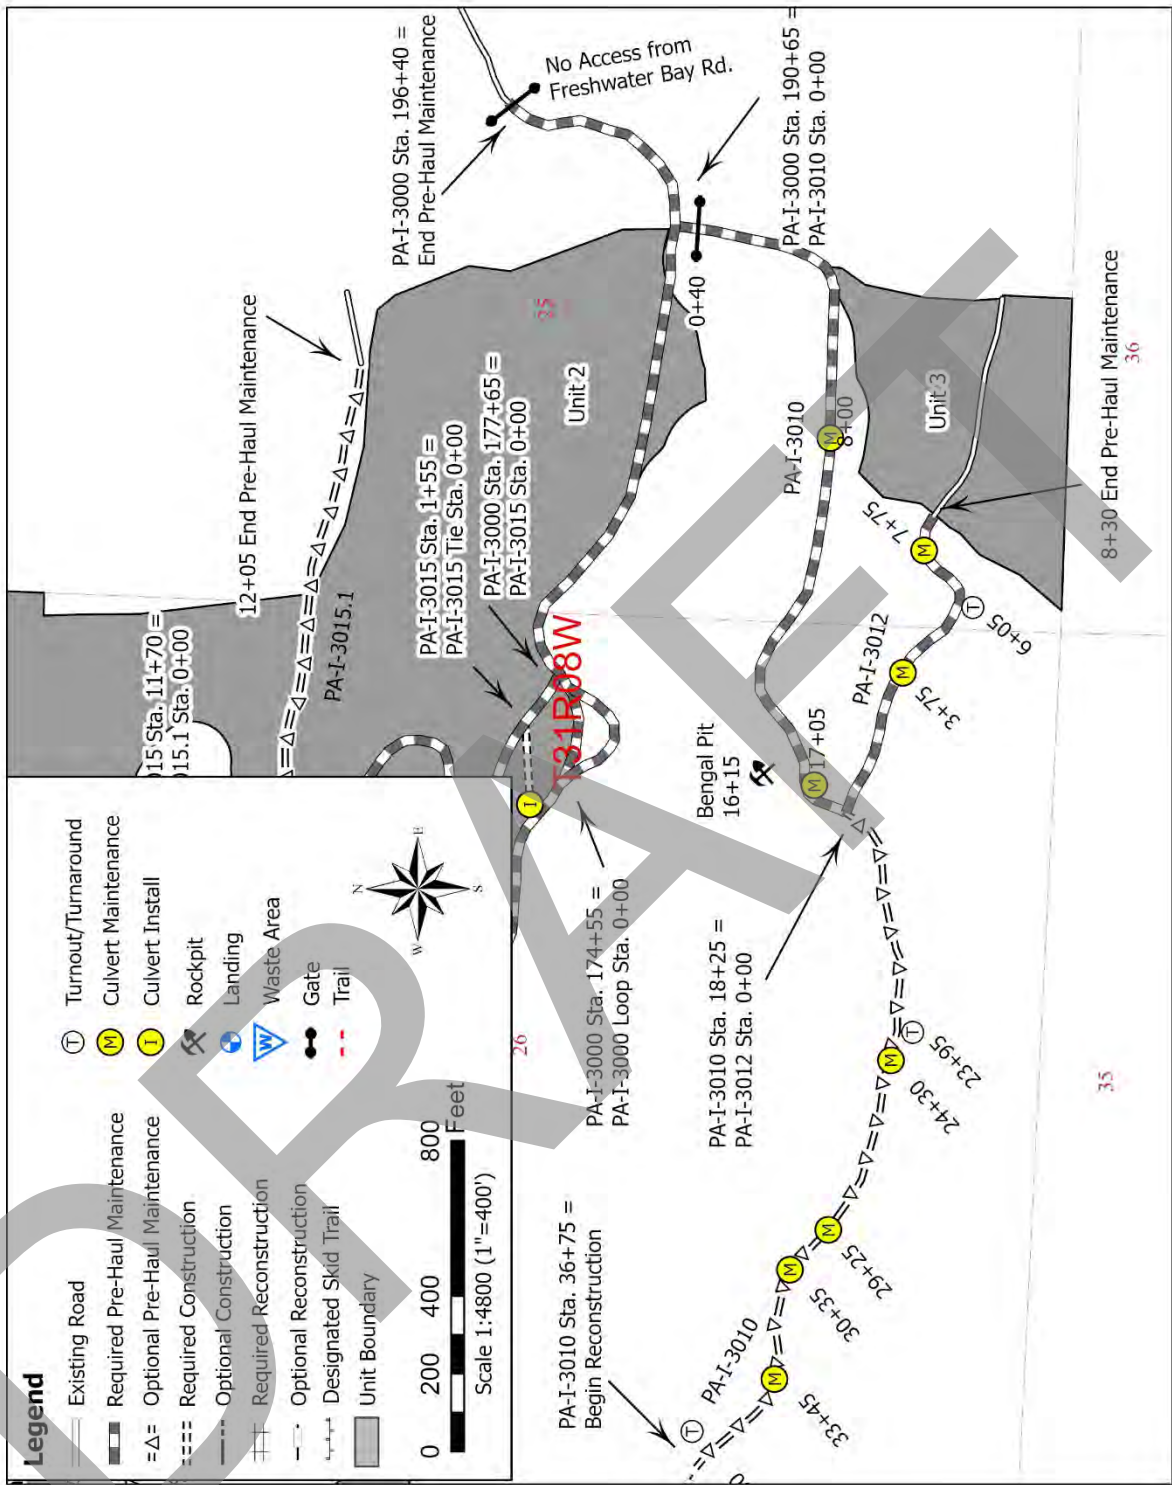 PA-I-3000 Sta. 196+40 =
End Pre-Haul Maintenance
No Access from
Freshwater Bay Rd.
PA-I-3000 Sta. 190+65 =
PA-I-3010 Sta. 0+00
0+40
12+05 End Pre-Haul Maintenance
25
Unit 2
PA-I-3015 Sta. 1+55 =
PA-I-3015 Tie Sta. 0+00
PA-I-3000 Sta. 177+65 =
PA-I-3015 Sta. 0+00
015 Sta. 11+70 =
015.1 Sta. 0+00
PA-I-3015.1
T31R08W
PA-I-3010
M
8+00
Unit 3
36
8+30 End Pre-Haul Maintenance
7+75
M
T
6+05
PA-I-3012
M
3+75
Bengal Pit
16+15
M
17+05
I
PA-I-3000 Sta. 174+55 =
PA-I-3000 Loop Sta. 0+00
PA-I-3010 Sta. 18+25 =
PA-I-3012 Sta. 0+00
26
35
T
23+95
M
24+30
M
29+25
M
30+35
M
33+45
PA-I-3010
T
PA-I-3010 Sta. 36+75 =
Begin Reconstruction
Legend
Existing Road
Required Pre-Haul Maintenance
Optional Pre-Haul Maintenance
Required Construction
Optional Construction
Required Reconstruction
Optional Reconstruction
Designated Skid Trail
Unit Boundary
T Turnout/Turnaround
M Culvert Maintenance
I Culvert Install
Rockpit
Landing
W Waste Area
Gate
Trail
N
E
S
W
0 200 400 800
Feet
Scale 1:4800 (1"=400')
DRAFT